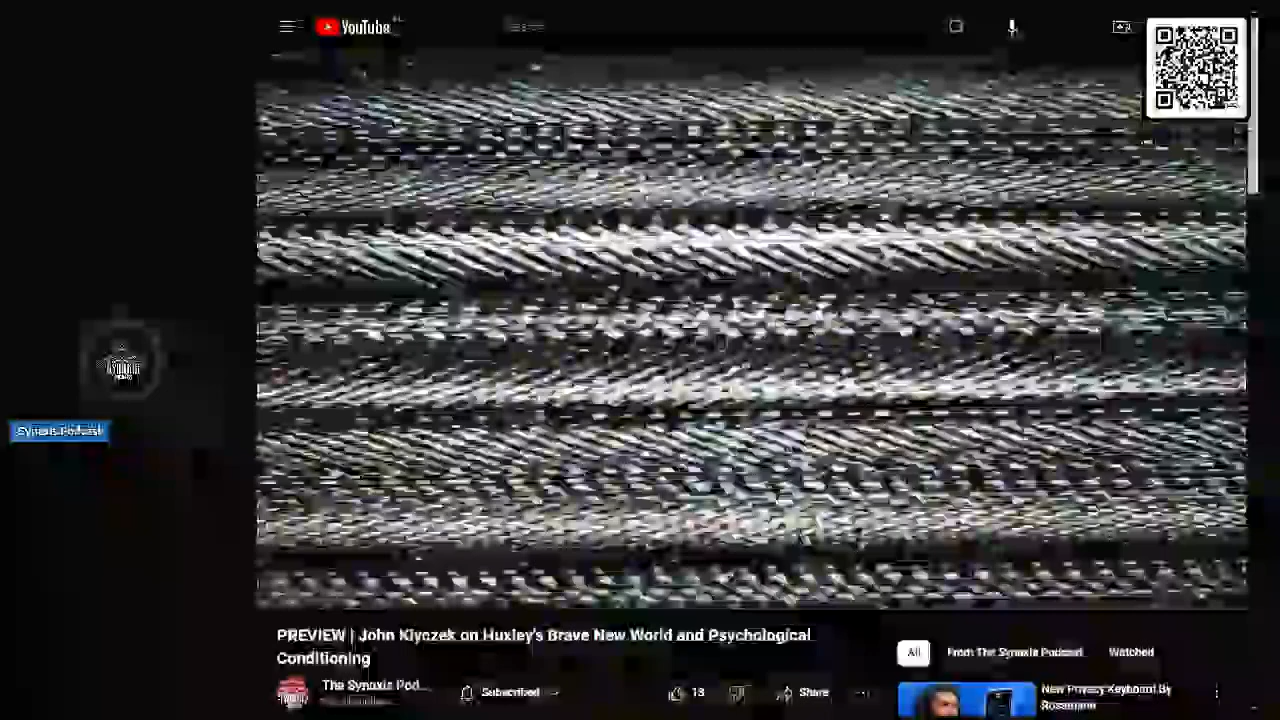 YouTube
Synaxis Podcast
PREVIEW | John Klyczek on Huxley's Brave New World and Psychological
Conditioning
The Synaxis Pod...
Subscribed
13
Share
All
From The Synaxis Podcast
Watched
New Privacy Keyboard By